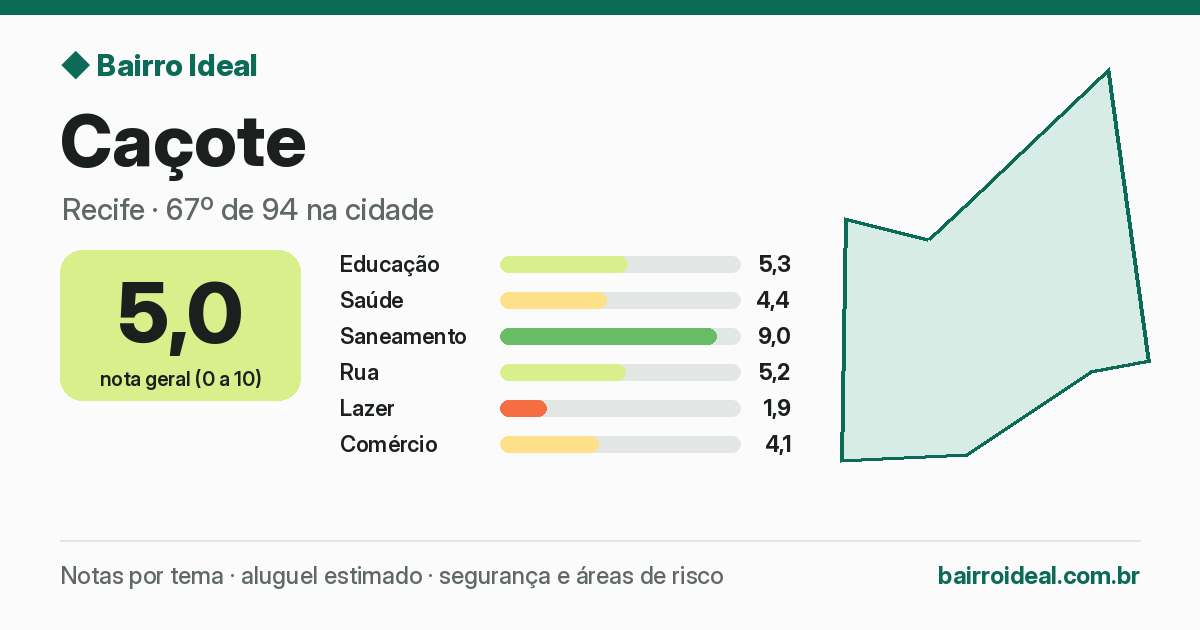 Bairro Ideal
Caçote
Recife · 67º de 94 na cidade
5,0
nota geral (0 a 10)
Educação 5,3
Saúde 4,4
Saneamento 9,0
Rua 5,2
Lazer 1,9
Comércio 4,1
Notas por tema · aluguel estimado · segurança e áreas de risco
bairroideal.com.br